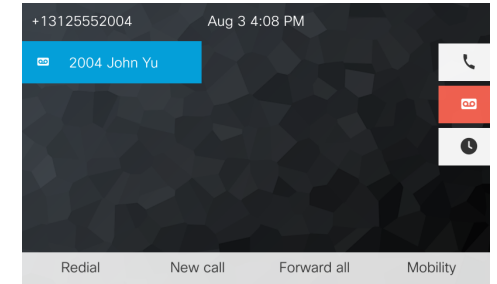 +13125552004 Aug 3 4:08 PM
2004 John Yu
Redial New call Forward all Mobility